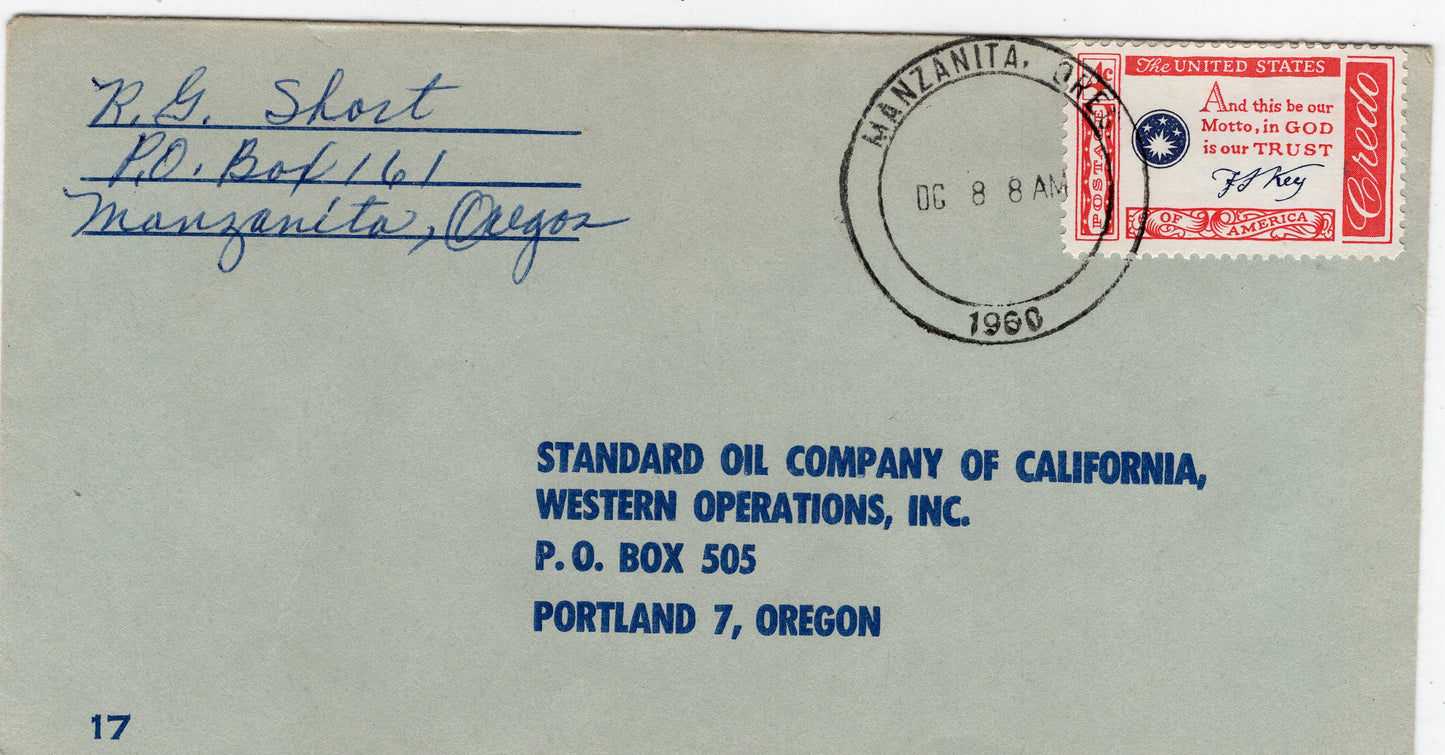 R. G. Short
P.O. Box 161
Manzanita, Oregon
MANZANITA, OREG
DC 8 8 AM
1960
4c
POSTAGE
The UNITED STATES
And this be our
Motto, in GOD
is our TRUST
F S Key
OF AMERICA
Credo
STANDARD OIL COMPANY OF CALIFORNIA,
WESTERN OPERATIONS, INC.
P.O. BOX 505
PORTLAND 7, OREGON
17